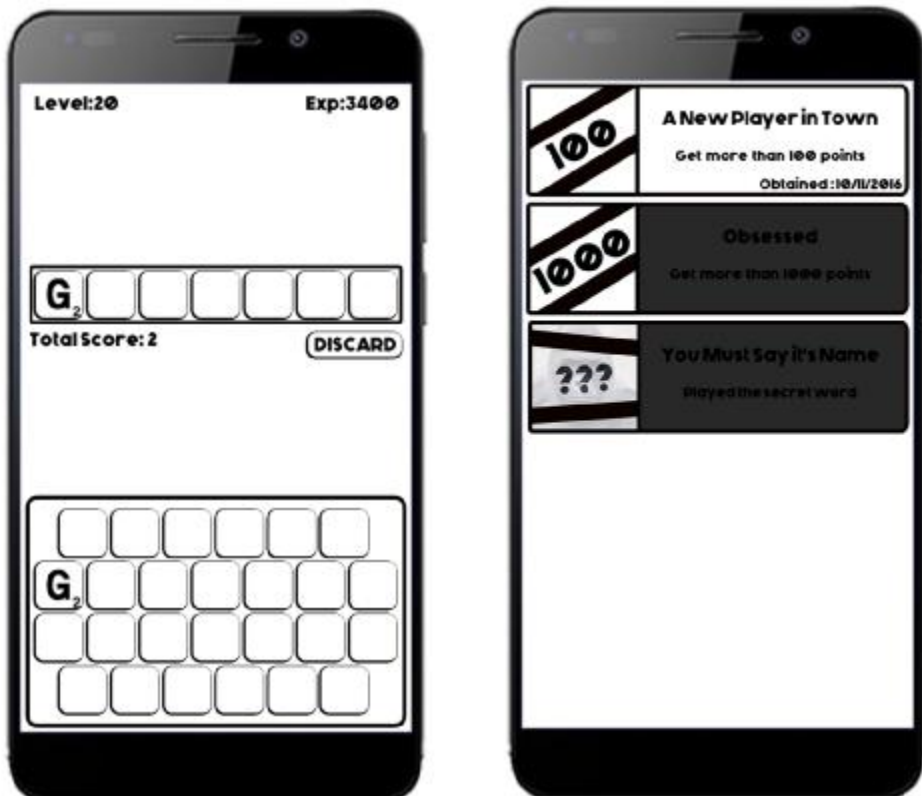 Level:20 Exp:3400
G2
Total Score: 2 DISCARD
G2
100
A New Player in Town
Get more than 100 points
Obtained :10/11/2016
1000
Obsessed
Get more than 1000 points
???
You Must Say it's Name
Played the secret word